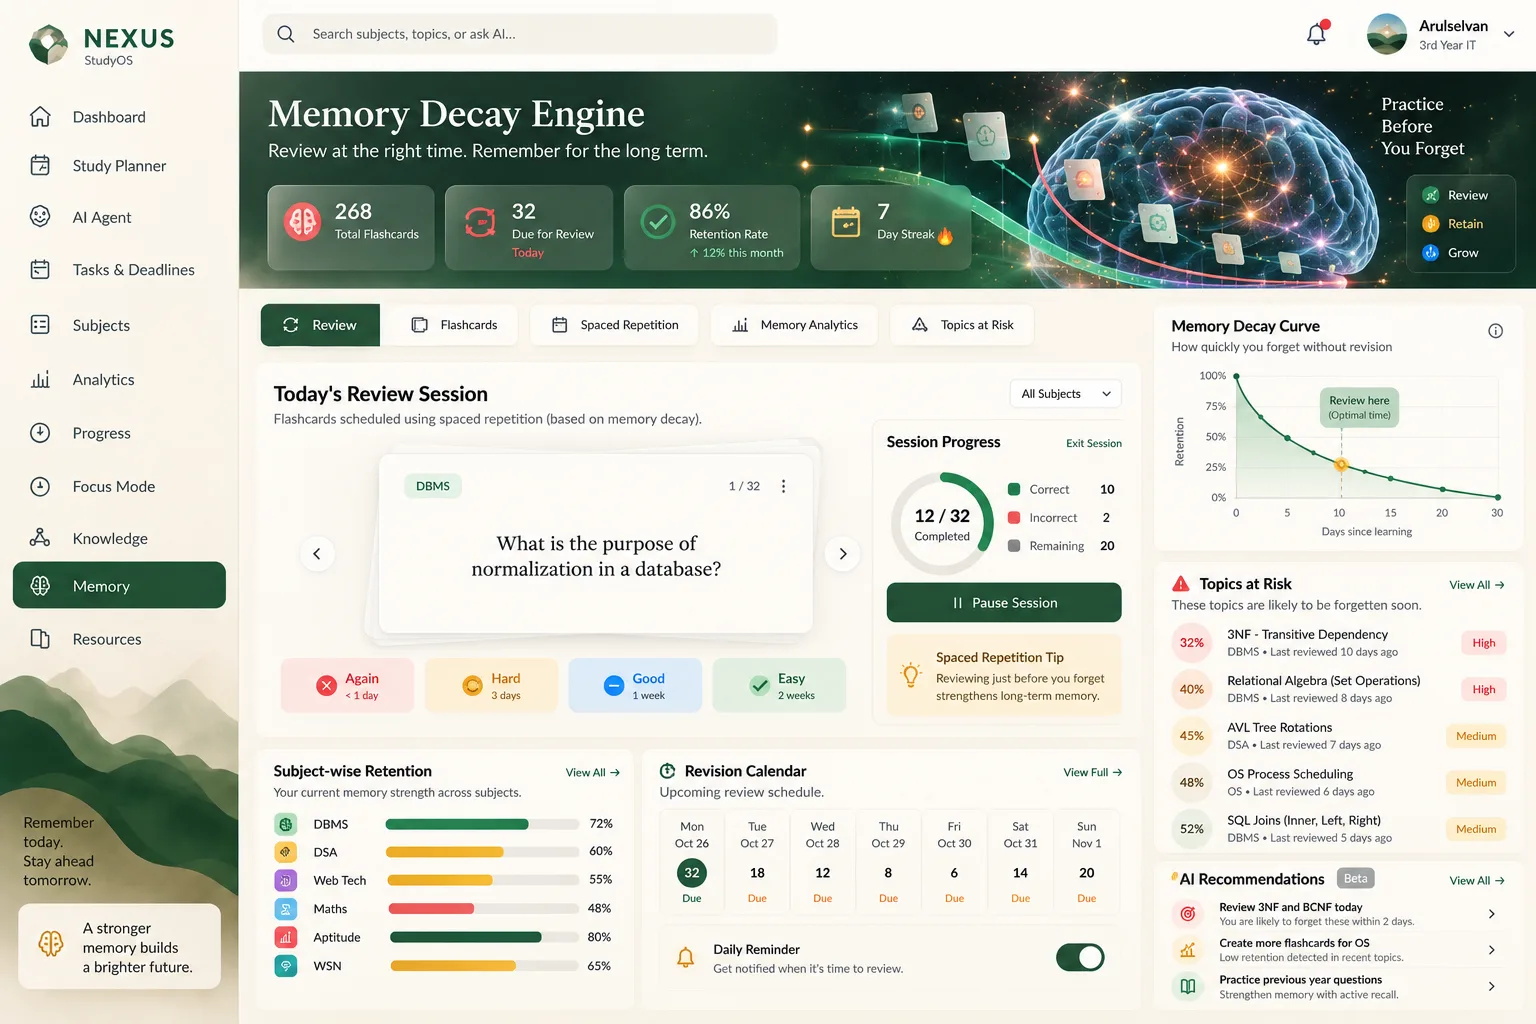 NEXUS
StudyOS
Dashboard
Study Planner
AI Agent
Tasks & Deadlines
Subjects
Analytics
Progress
Focus Mode
Knowledge
Memory
Resources
Remember
today.
Stay ahead
tomorrow.
A stronger
memory builds
a brighter future.
Search subjects, topics, or ask AI...
Arulselvan
3rd Year IT
Memory Decay Engine
Review at the right time. Remember for the long term.
268
Total Flashcards
32
Due for Review
Today
86%
Retention Rate
↑ 12% this month
7
Day Streak 🔥
Practice
Before
You Forget
Review
Retain
Grow
Review
Flashcards
Spaced Repetition
Memory Analytics
Topics at Risk
Today's Review Session
Flashcards scheduled using spaced repetition (based on memory decay).
All Subjects
DBMS
1 / 32
What is the purpose of
normalization in a database?
Again
< 1 day
Hard
3 days
Good
1 week
Easy
2 weeks
Session Progress
Exit Session
12 / 32
Completed
Correct 10
Incorrect 2
Remaining 20
Pause Session
Spaced Repetition Tip
Reviewing just before you forget
strengthens long-term memory.
Subject-wise Retention
View All →
Your current memory strength across subjects.
DBMS 72%
DSA 60%
Web Tech 55%
Maths 48%
Aptitude 80%
WSN 65%
Revision Calendar
View Full →
Upcoming review schedule.
Mon Tue Wed Thu Fri Sat Sun
Oct 26 Oct 27 Oct 28 Oct 29 Oct 30 Oct 31 Nov 1
32 18 12 8 6 14 20
Due Due Due Due Due Due Due
Daily Reminder
Get notified when it's time to review.
Memory Decay Curve
How quickly you forget without revision
Retention
100%
75%
50%
25%
0%
Review here
(Optimal time)
0 5 10 15 20 30
Days since learning
Topics at Risk
View All →
These topics are likely to be forgotten soon.
32%
3NF - Transitive Dependency
DBMS • Last reviewed 10 days ago
High
40%
Relational Algebra (Set Operations)
DBMS • Last reviewed 8 days ago
High
45%
AVL Tree Rotations
DSA • Last reviewed 7 days ago
Medium
48%
OS Process Scheduling
OS • Last reviewed 6 days ago
Medium
52%
SQL Joins (Inner, Left, Right)
DBMS • Last reviewed 5 days ago
Medium
AI Recommendations
Beta
View All →
Review 3NF and BCNF today
You are likely to forget these within 2 days.
Create more flashcards for OS
Low retention detected in recent topics.
Practice previous year questions
Strengthen memory with active recall.